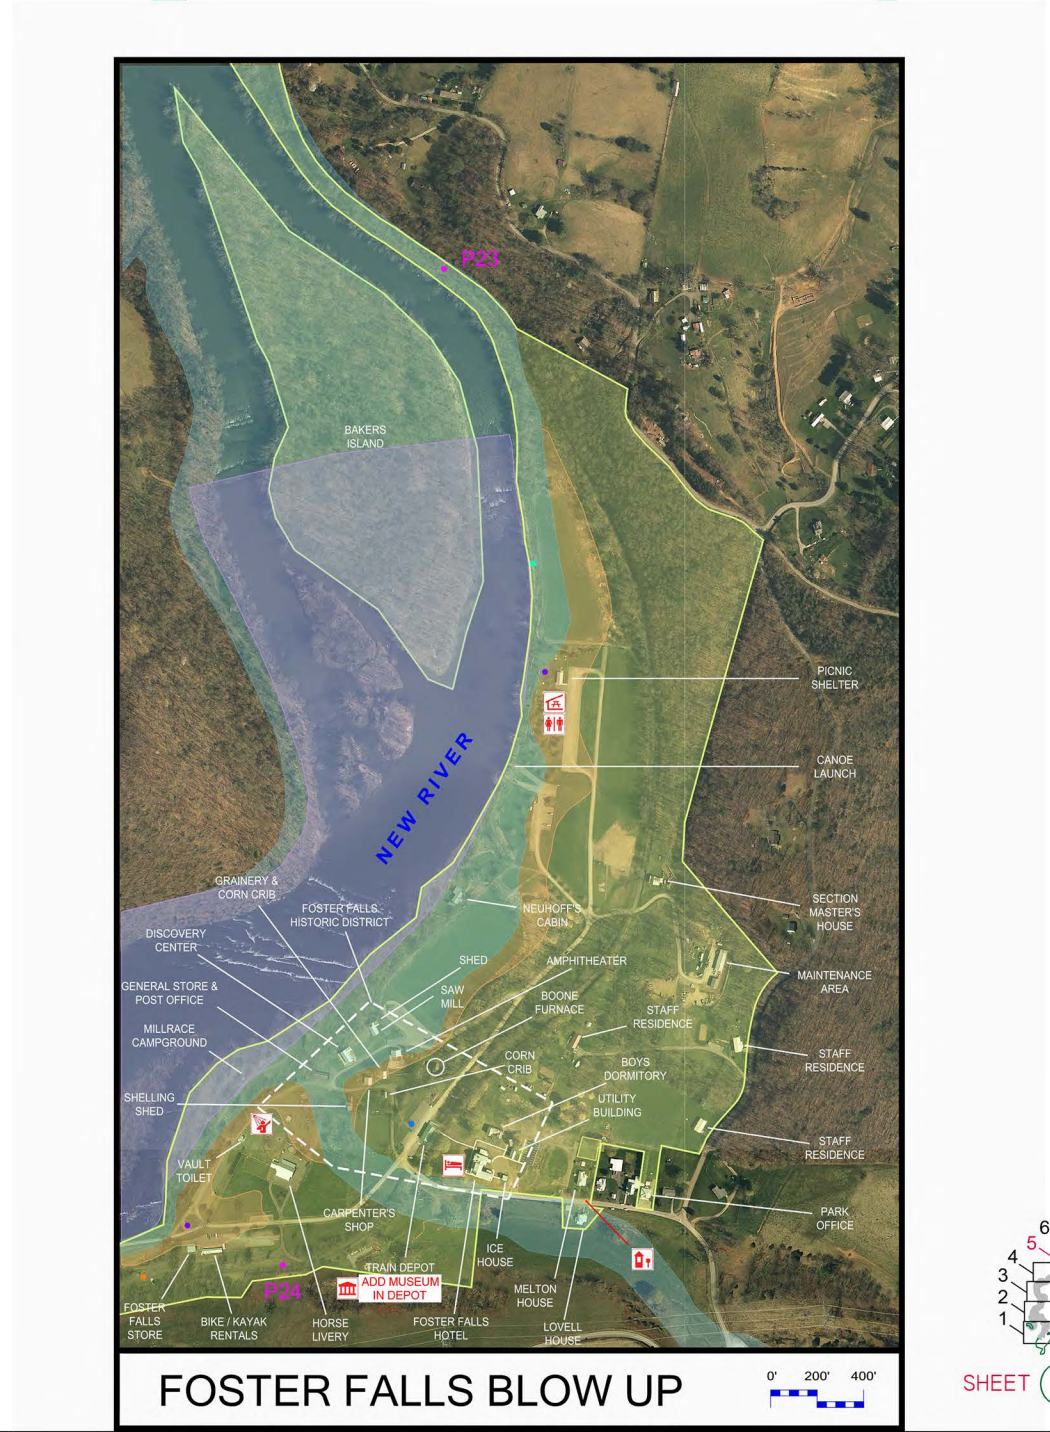 P23
BAKERS
ISLAND
PICNIC
SHELTER
CANOE
LAUNCH
NEW RIVER
GRAINERY &
CORN CRIB
FOSTER FALLS
HISTORIC DISTRICT
NEUHOFF'S
CABIN
SECTION
MASTER'S
HOUSE
DISCOVERY
CENTER
SHED
AMPHITHEATER
MAINTENANCE
AREA
GENERAL STORE &
POST OFFICE
SAW
MILL
BOONE
FURNACE
STAFF
RESIDENCE
MILLRACE
CAMPGROUND
CORN
CRIB
BOYS
DORMITORY
STAFF
RESIDENCE
SHELLING
SHED
UTILITY
BUILDING
STAFF
RESIDENCE
VAULT
TOILET
CARPENTER'S
SHOP
PARK
OFFICE
ICE
HOUSE
TRAIN DEPOT
ADD MUSEUM
IN DEPOT
P24
MELTON
HOUSE
FOSTER
FALLS
STORE
BIKE / KAYAK
RENTALS
HORSE
LIVERY
FOSTER FALLS
HOTEL
LOVELL
HOUSE
FOSTER FALLS BLOW UP
0' 200' 400'
6
5
4
3
2
1
SHEET